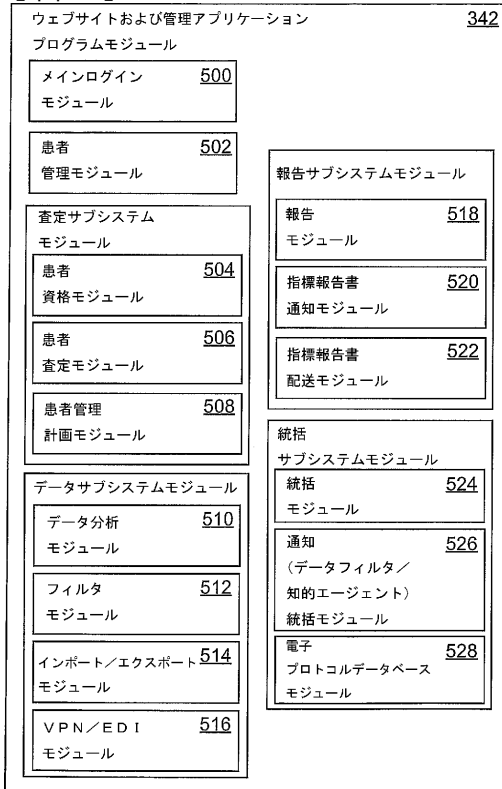 ウェブサイトおよび管理アプリケーション 342
プログラムモジュール
メインログイン 500
モジュール
患者 502
管理モジュール
査定サブシステム
モジュール
患者 504
資格モジュール
患者 506
査定モジュール
患者管理 508
計画モジュール
データサブシステムモジュール
データ分析 510
モジュール
フィルタ 512
モジュール
インポート/エクスポート 514
モジュール
VPN/EDI 516
モジュール
報告サブシステムモジュール
報告 518
モジュール
指標報告書 520
通知モジュール
指標報告書 522
配送モジュール
統括
サブシステムモジュール
統括 524
モジュール
通知 526
(データフィルタ/
知的エージェント)
統括モジュール
電子 528
プロトコルデータベース
モジュール